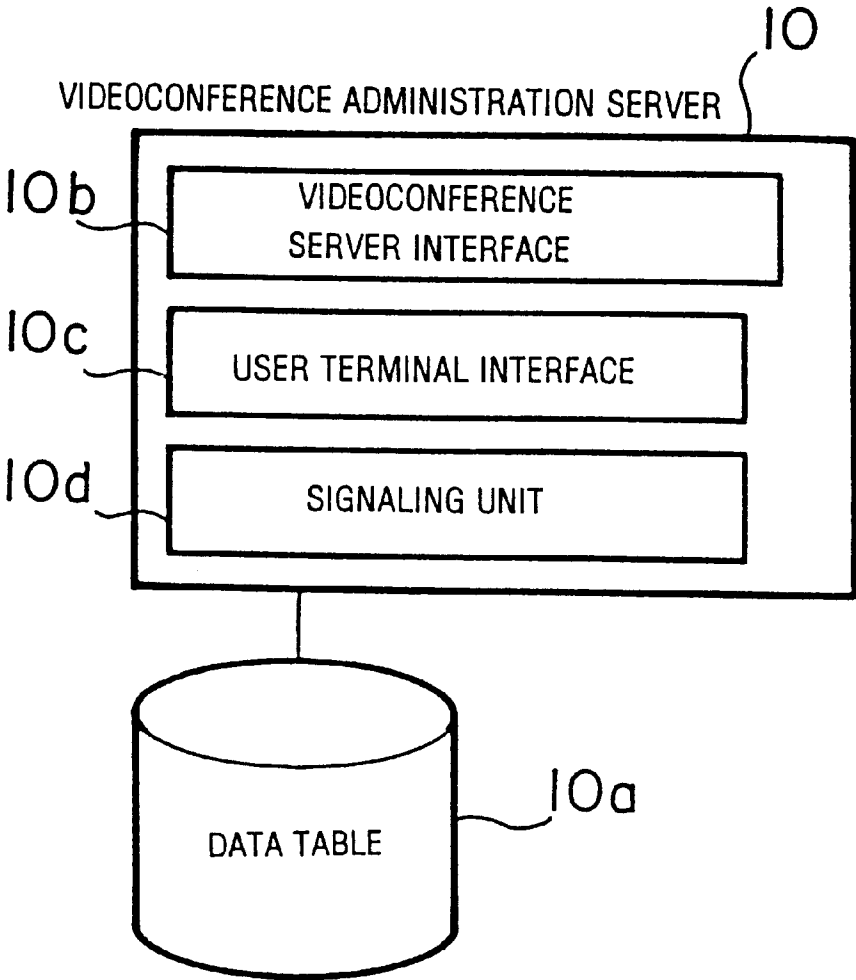 10
VIDEOCONFERENCE ADMINISTRATION SERVER
10b
VIDEOCONFERENCE
SERVER INTERFACE
10c
USER TERMINAL INTERFACE
10d
SIGNALING UNIT
10a
DATA TABLE